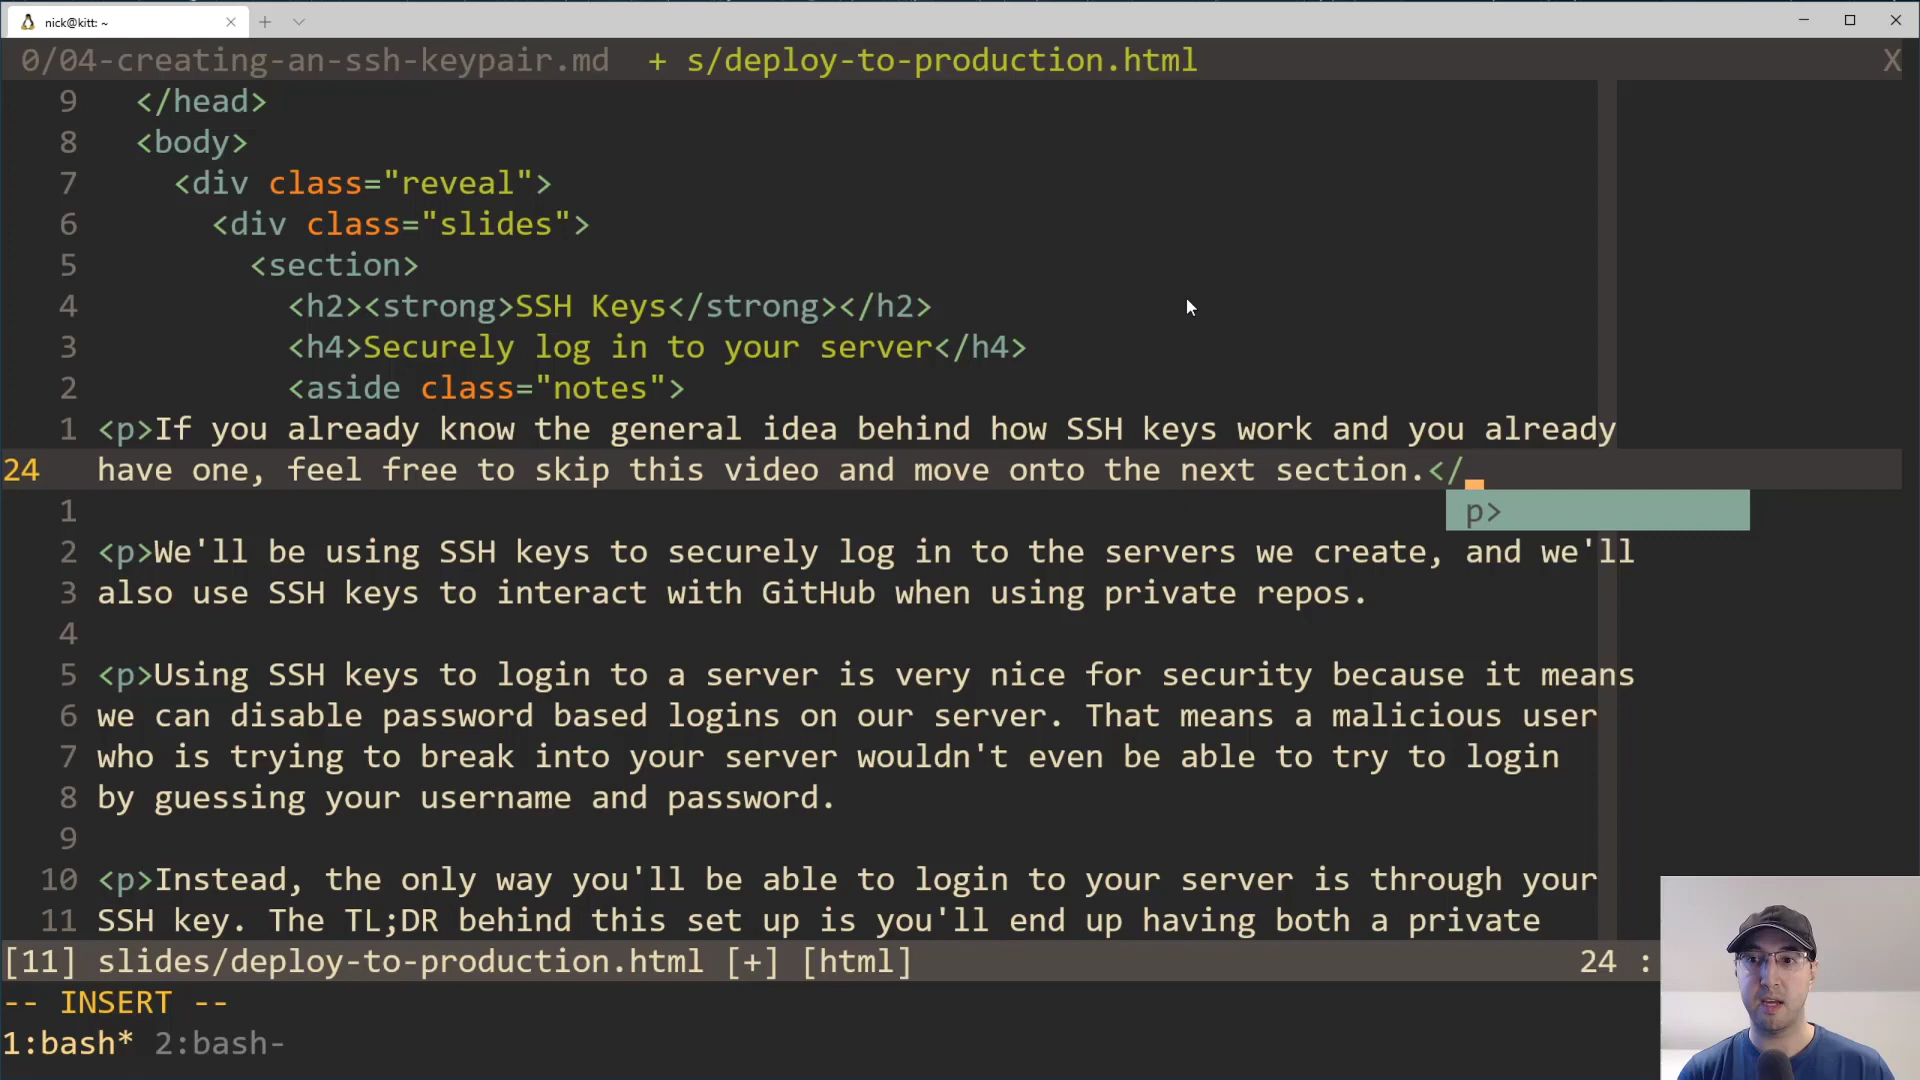 nick@kitt: ~
0/04-creating-an-ssh-keypair.md + s/deploy-to-production.html X
9 </head>
8 <body>
7 <div class="reveal">
6 <div class="slides">
5 <section>
4 <h2><strong>SSH Keys</strong></h2>
3 <h4>Securely log in to your server</h4>
2 <aside class="notes">
1 <p>If you already know the general idea behind how SSH keys work and you already
24 have one, feel free to skip this video and move onto the next section.</
1 p>
2 <p>We'll be using SSH keys to securely log in to the servers we create, and we'll
3 also use SSH keys to interact with GitHub when using private repos.
4
5 <p>Using SSH keys to login to a server is very nice for security because it means
6 we can disable password based logins on our server. That means a malicious user
7 who is trying to break into your server wouldn't even be able to try to login
8 by guessing your username and password.
9
10 <p>Instead, the only way you'll be able to login to your server is through your
11 SSH key. The TL;DR behind this set up is you'll end up having both a private
[11] slides/deploy-to-production.html [+] [html] 24 :
-- INSERT --
1:bash* 2:bash-